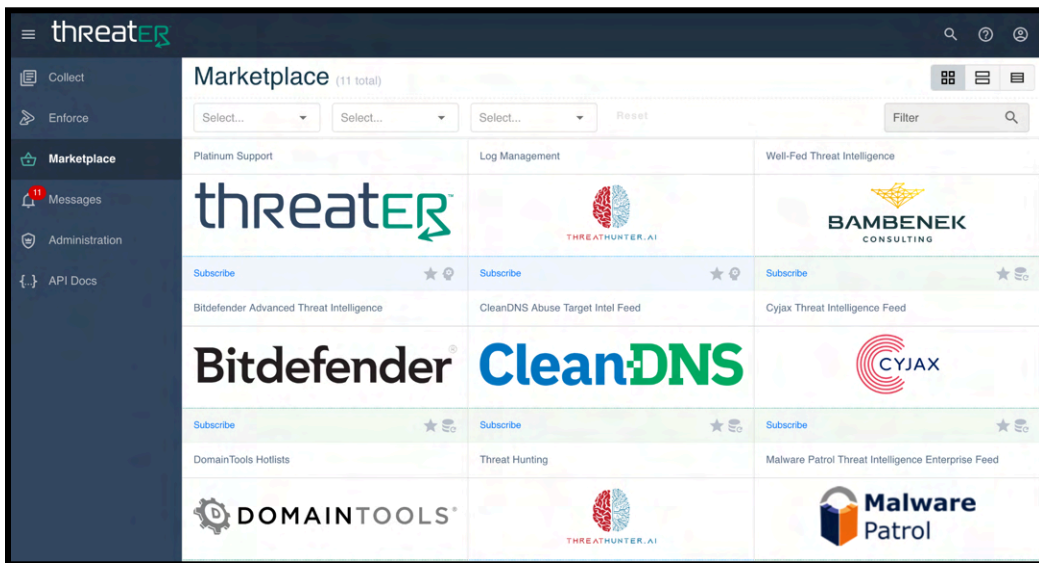 threatER
Collect
Enforce
Marketplace
11
Messages
Administration
{..} API Docs
Marketplace (11 total)
Select...
Select...
Select...
Reset
Filter
Platinum Support
Log Management
Well-Fed Threat Intelligence
threatER
THREATHUNTER.AI
BAMBENEK
CONSULTING
Subscribe
Subscribe
Subscribe
Bitdefender Advanced Threat Intelligence
CleanDNS Abuse Target Intel Feed
Cyjax Threat Intelligence Feed
Bitdefender®
CleanDNS
CYJAX
Subscribe
Subscribe
Subscribe
DomainTools Hotlists
Threat Hunting
Malware Patrol Threat Intelligence Enterprise Feed
D
DOMAINTOOLS®
THREATHUNTER.AI
Malware
Patrol